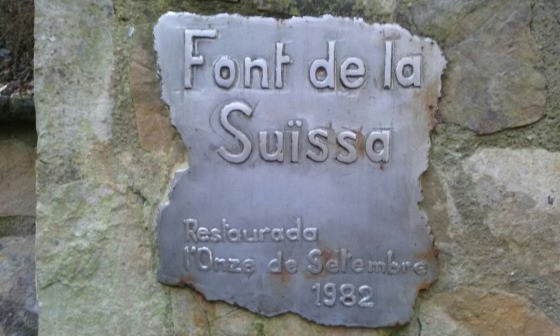 Font de la
Suïssa
Restaurada
l'Onze de Setembre
1982